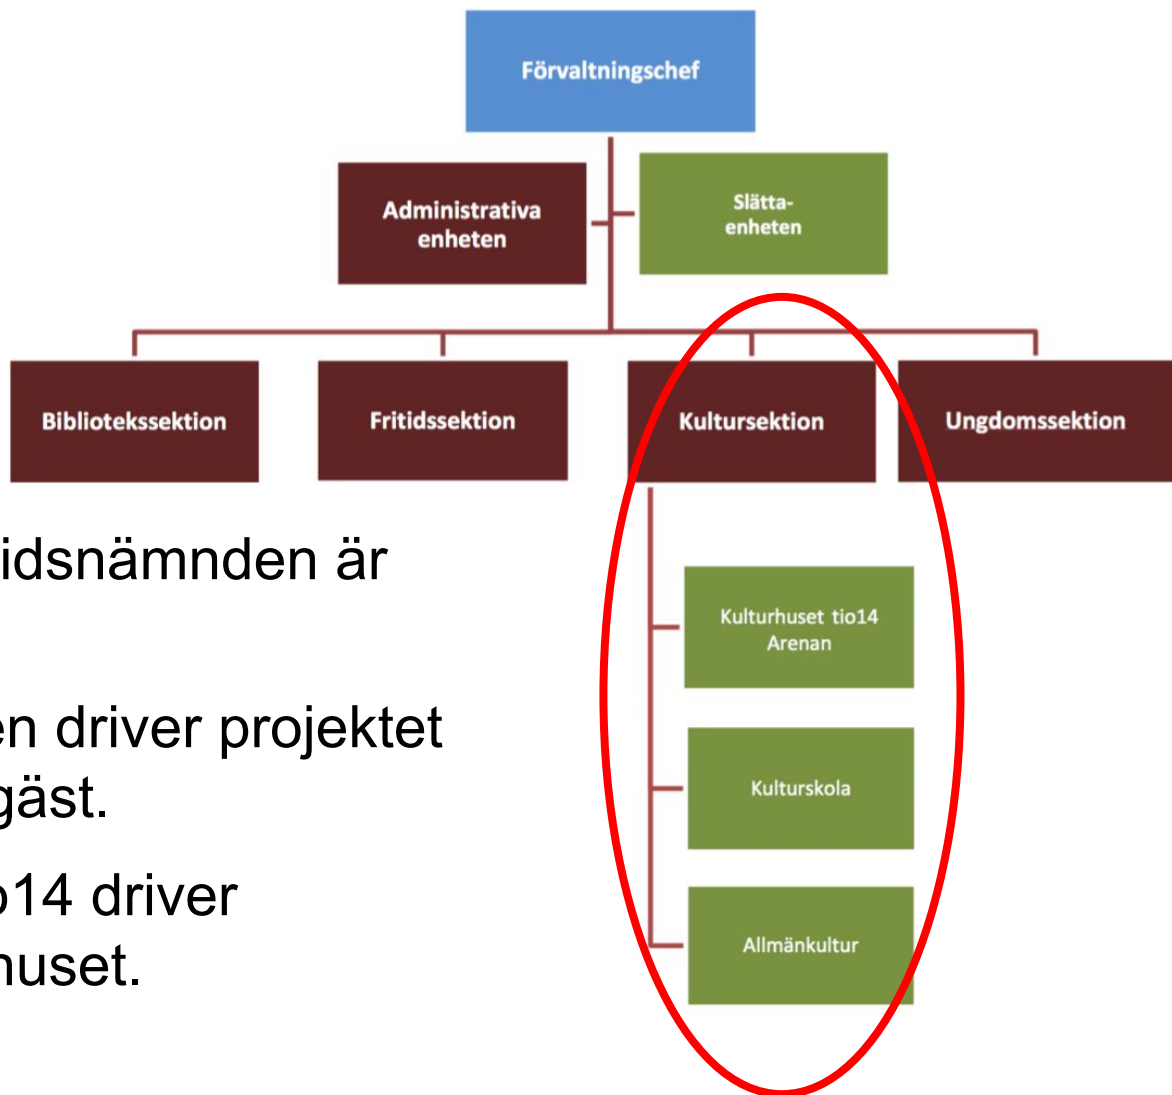 Förvaltningschef
Administrativa
enheten
Slätta-
enheten
Bibliotekssektion
Fritidssektion
Kultursektion
Ungdomssektion
idsnämnden är
en driver projektet
gäst.
o14 driver
huset.
Kulturhuset tio14
Arenan
Kulturskola
Allmänkultur